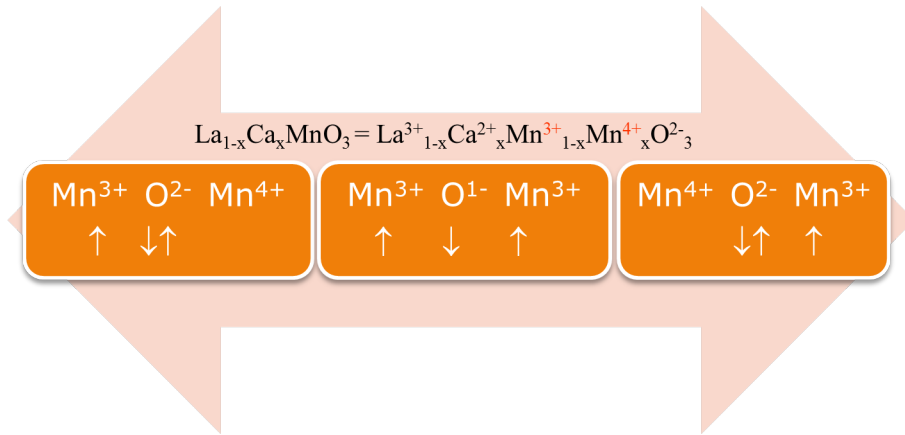 La₁₋ₓCaₓMnO₃ = La³⁺₁₋ₓCa²⁺ₓMn³⁺₁₋ₓMn⁴⁺ₓO²⁻₃
Mn³⁺ O²⁻ Mn⁴⁺
↑ ↓↑
Mn³⁺ O¹⁻ Mn³⁺
↑ ↓ ↑
Mn⁴⁺ O²⁻ Mn³⁺
↓↑ ↑